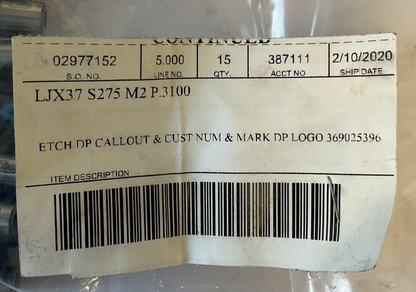 CONTINUED
02977152 5.000 15 387111 2/10/2020
S.O. NO. LINE NO. QTY. ACCT NO SHIP DATE
LJX37 S275 M2 P.3100
ETCH DP CALLOUT & CUST NUM & MARK DP LOGO 369025396
ITEM DESCRIPTION